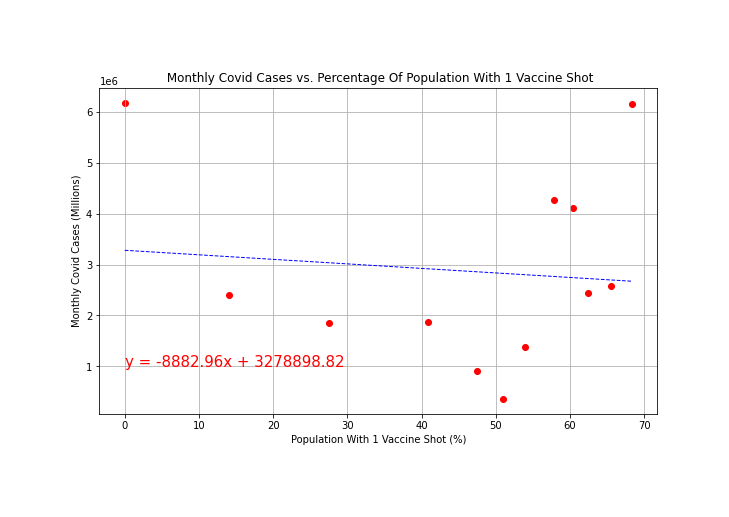 Monthly Covid Cases vs. Percentage Of Population With 1 Vaccine Shot
1e6
6
5
4
3
2
1
Monthly Covid Cases (Millions)
y = -8882.96x + 3278898.82
0 10 20 30 40 50 60 70
Population With 1 Vaccine Shot (%)